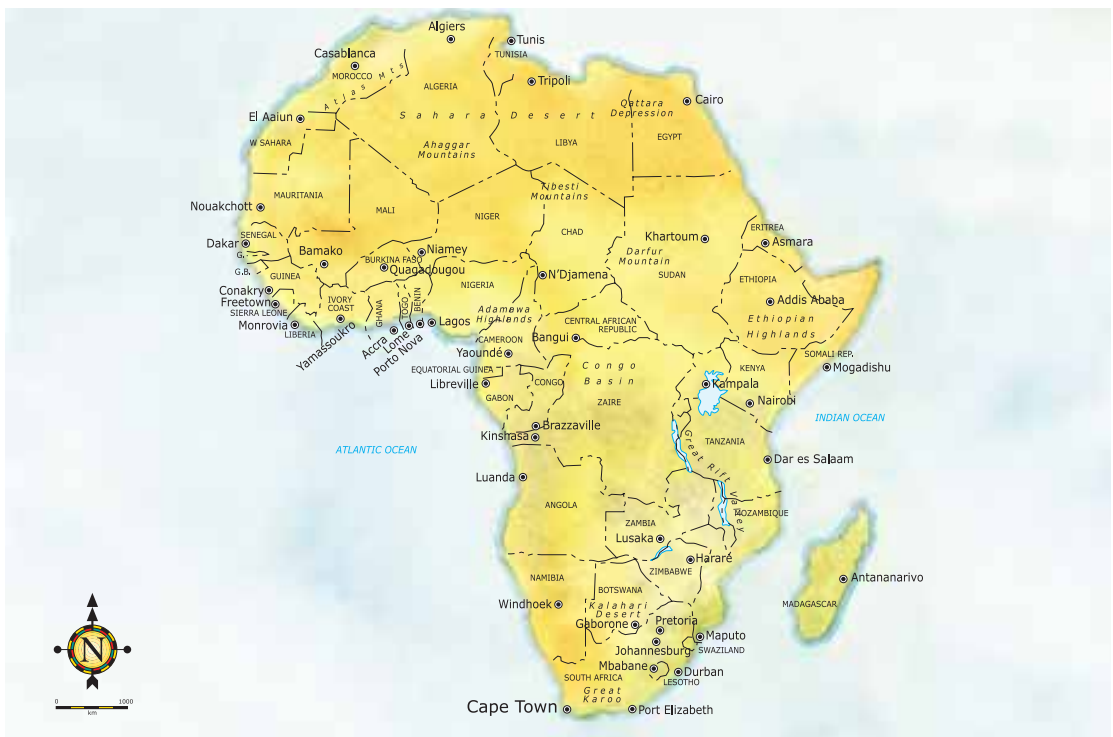 Algiers
Tunis
TUNISIA
Casablanca
MOROCCO
Atlas Mts
ALGERIA
Tripoli
Cairo
Qattara
Depression
Sahara Desert
El Aaiun
W SAHARA
EGYPT
LIBYA
Ahaggar
Mountains
Tibesti
Mountains
MAURITANIA
Nouakchott
MALI
NIGER
CHAD
Khartoum
ERITREA
Asmara
SENEGAL
Dakar
G.
G.B.
Bamako
Niamey
BURKINA FASO
Quagadougou
Darfur
Mountain
SUDAN
N'Djamena
ETHIOPIA
GUINEA
NIGERIA
Conakry
Freetown
SIERRA LEONE
Monrovia
LIBERIA
IVORY
COAST
Yamassoukro
GHANA
TOGO
BENIN
Accra
Lome
Porto Nova
Lagos
Adamawa
Highlands
CAMEROON
CENTRAL AFRICAN
REPUBLIC
Bangui
Addis Ababa
Ethiopian
Highlands
SOMALI REP.
Mogadishu
Yaoundé
EQUATORIAL GUINEA
Libreville
GABON
CONGO
Congo
Basin
ZAIRE
KENYA
Kampala
Nairobi
INDIAN OCEAN
Brazzaville
Kinshasa
ATLANTIC OCEAN
TANZANIA
Great Rift Valley
Dar es Salaam
Luanda
ANGOLA
MOZAMBIQUE
ZAMBIA
Lusaka
Hararé
ZIMBABWE
NAMIBIA
Windhoek
BOTSWANA
Kalahari
Desert
Gaborone
Pretoria
Maputo
Johannesburg
SWAZILAND
Mbabane
Durban
LESOTHO
SOUTH AFRICA
Great
Karoo
Cape Town
Port Elizabeth
Antananarivo
MADAGASCAR
N
0 1000
km